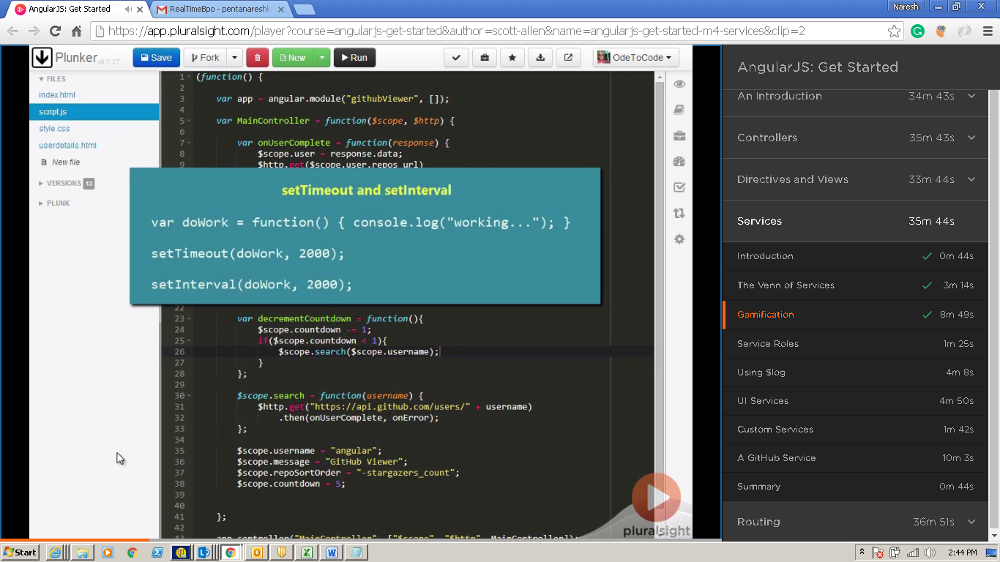 AngularJS: Get Started
RealTimeBpo - pentanareshk
Naresh
https://app.pluralsight.com/player?course=angularjs-get-started&author=scott-allen&name=angularjs-get-started-m4-services&clip=2
Plunker v0.7.27
Save
Fork
New
Run
OdeToCode
FILES
index.html
script.js
style.css
userdetails.html
New file
VERSIONS 13
PLUNK
1 (function() {
2
3 var app = angular.module("githubViewer", []);
4
5 var MainController = function($scope, $http) {
6
7 var onUserComplete = function(response) {
8 $scope.user = response.data;
9 $http.get($scope.user.repos_url)
setTimeout and setInterval
var doWork = function() { console.log("working..."); }
setTimeout(doWork, 2000);
setInterval(doWork, 2000);
22
23 var decrementCountdown = function(){
24 $scope.countdown -= 1;
25 if($scope.countdown < 1){
26 $scope.search($scope.username);
27 }
28 };
29
30 $scope.search = function(username) {
31 $http.get("https://api.github.com/users/" + username)
32 .then(onUserComplete, onError);
33 };
34
35 $scope.username = "angular";
36 $scope.message = "GitHub Viewer";
37 $scope.repoSortOrder = "-stargazers_count";
38 $scope.countdown = 5;
39
40
41 };
42
43 app.controller("MainController", ["$scope", "$http", MainController]);
pluralsight
AngularJS: Get Started
An Introduction 34m 43s
Controllers 35m 43s
Directives and Views 33m 44s
Services 35m 44s
Introduction 0m 44s
The Venn of Services 3m 14s
Gamification 8m 49s
Service Roles 1m 25s
Using $log 4m 8s
UI Services 4m 50s
Custom Services 1m 42s
A GitHub Service 10m 3s
Summary 0m 44s
Routing 36m 51s
Start
2:44 PM